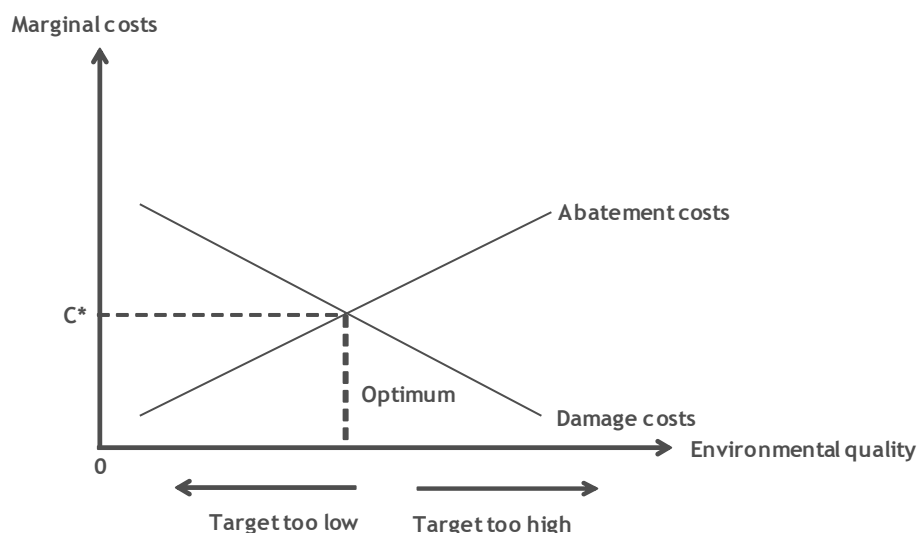 Marginal costs
Abatement costs
C*
Optimum
Damage costs
Environmental quality
0
Target too low
Target too high